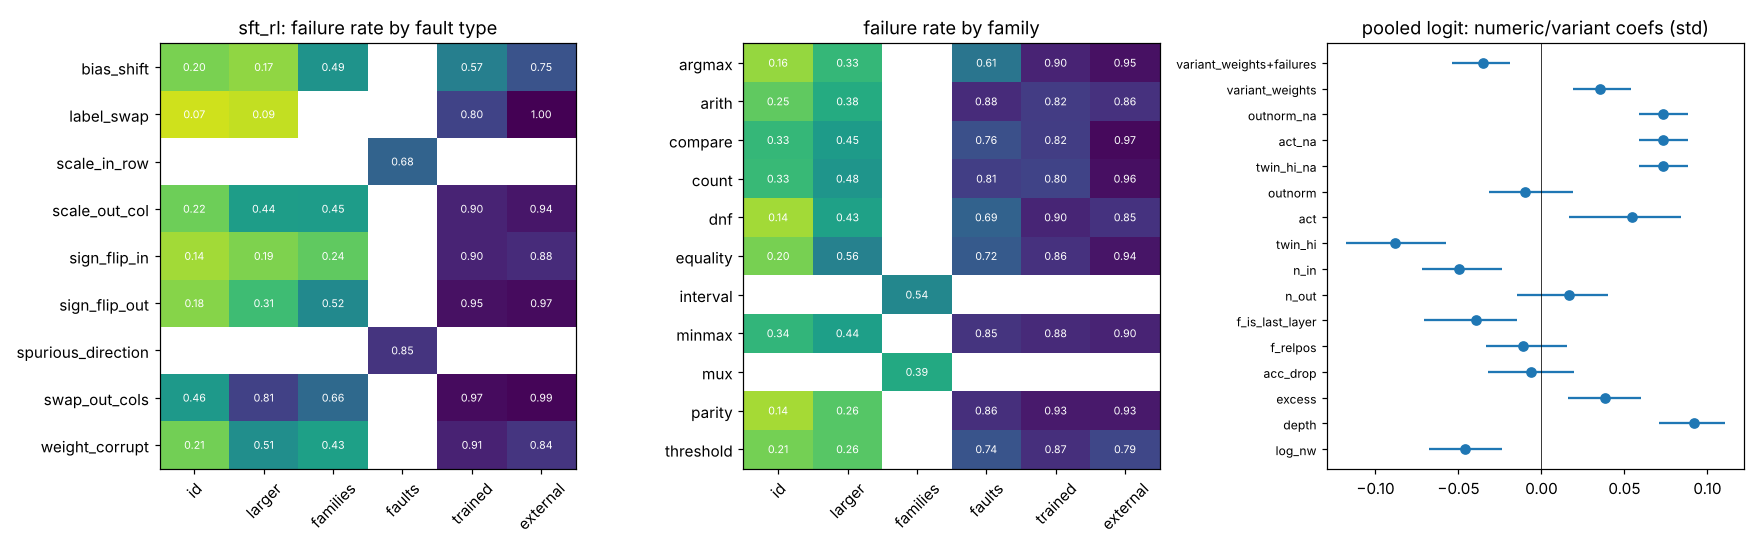 sft_rl: failure rate by fault type
bias_shift 0.20 0.17 0.49 0.57 0.75
label_swap 0.07 0.09 0.80 1.00
scale_in_row 0.68
scale_out_col 0.22 0.44 0.45 0.90 0.94
sign_flip_in 0.14 0.19 0.24 0.90 0.88
sign_flip_out 0.18 0.31 0.52 0.95 0.97
spurious_direction 0.85
swap_out_cols 0.46 0.81 0.66 0.97 0.99
weight_corrupt 0.21 0.51 0.43 0.91 0.84
id larger families faults trained external
failure rate by family
argmax 0.16 0.33 0.61 0.90 0.95
arith 0.25 0.38 0.88 0.82 0.86
compare 0.33 0.45 0.76 0.82 0.97
count 0.33 0.48 0.81 0.80 0.96
dnf 0.14 0.43 0.69 0.90 0.85
equality 0.20 0.56 0.72 0.86 0.94
interval 0.54
minmax 0.34 0.44 0.85 0.88 0.90
mux 0.39
parity 0.14 0.26 0.86 0.93 0.93
threshold 0.21 0.26 0.74 0.87 0.79
id larger families faults trained external
pooled logit: numeric/variant coefs (std)
variant_weights+failures
variant_weights
outnorm_na
act_na
twin_hi_na
outnorm
act
twin_hi
n_in
n_out
f_is_last_layer
f_relpos
acc_drop
excess
depth
log_nw
−0.10 −0.05 0.00 0.05 0.10